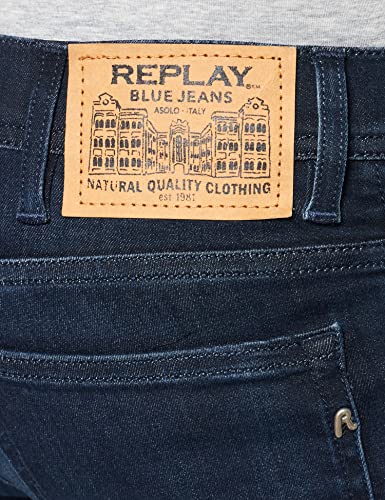 REPLAY
BLUE JEANS
ASOLO - ITALY
NATURAL QUALITY CLOTHING
est 1981
R